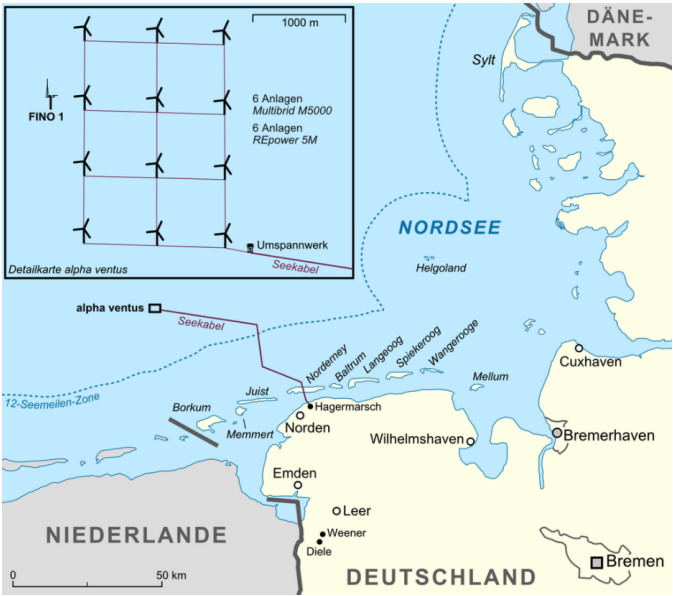 1000 m
FINO 1
6 Anlagen
Multibrid M5000
6 Anlagen
REpower 5M
Umspannwerk
Seekabel
Detailkarte alpha ventus
DÄNE-
MARK
Sylt
NORDSEE
Helgoland
alpha ventus
Seekabel
12-Seemeilen-Zone
Borkum
Memmert
Juist
Norderney
Baltrum
Langeoog
Spiekeroog
Wangerooge
Mellum
Cuxhaven
Hagermarsch
Norden
Wilhelmshaven
Bremerhaven
Emden
Leer
Weener
Diele
NIEDERLANDE
DEUTSCHLAND
Bremen
0 50 km